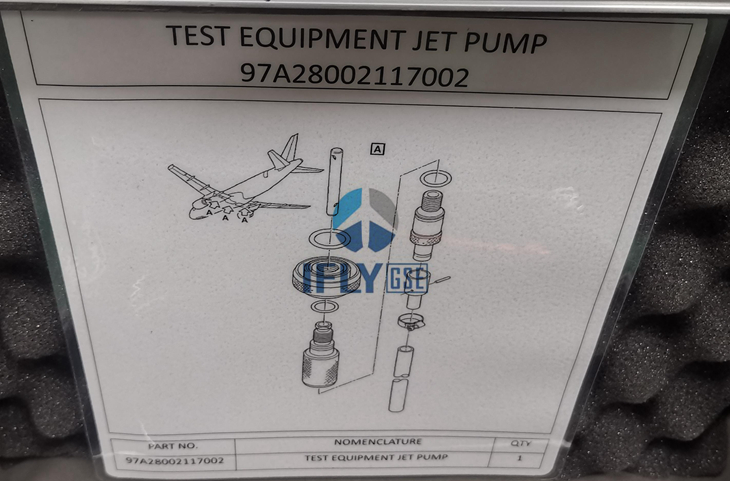 TEST EQUIPMENT JET PUMP
97A28002117002
A
A
A
A
IFLY GSE
PART NO.
NOMENCLATURE
QTY
97A28002117002
TEST EQUIPMENT JET PUMP
1